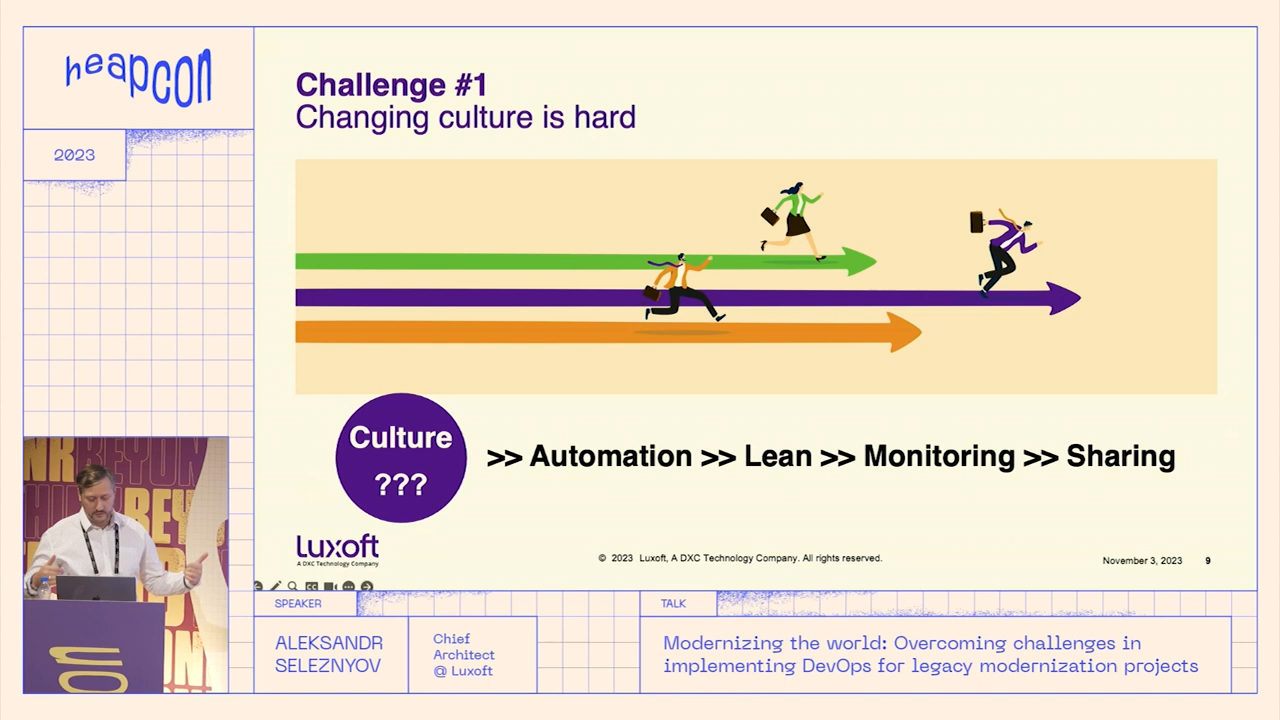 heapcon
2023
Challenge #1
Changing culture is hard
Culture
???
>> Automation >> Lean >> Monitoring >> Sharing
Luxoft
A DXC Technology Company
© 2023 Luxoft, A DXC Technology Company. All rights reserved.
November 3, 2023
9
SPEAKER
ALEKSANDR
SELEZNYOV
Chief
Architect
@ Luxoft
TALK
Modernizing the world: Overcoming challenges in
implementing DevOps for legacy modernization projects